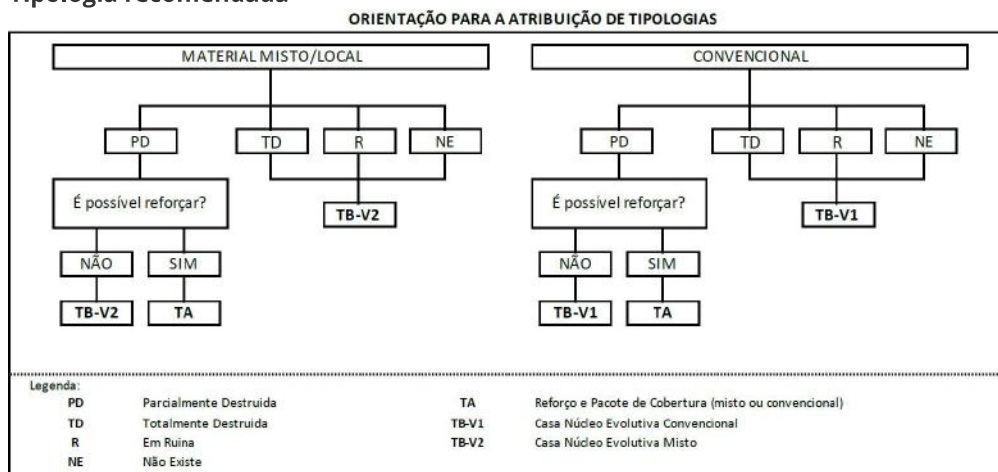 Tipologia recomendada
ORIENTAÇÃO PARA A ATRIBUIÇÃO DE TIPOLOGIAS
MATERIAL MISTO/LOCAL
PD TD R NE
É possível reforçar?
TB-V2
NÃO SIM
TB-V2 TA
CONVENCIONAL
PD TD R NE
É possível reforçar?
TB-V1
NÃO SIM
TB-V1 TA
Legenda:
PD Parcialmente Destruida
TD Totalmente Destruida
R Em Ruina
NE Não Existe
TA Reforço e Pacote de Cobertura (misto ou convencional)
TB-V1 Casa Núcleo Evolutiva Convencional
TB-V2 Casa Núcleo Evolutiva Misto